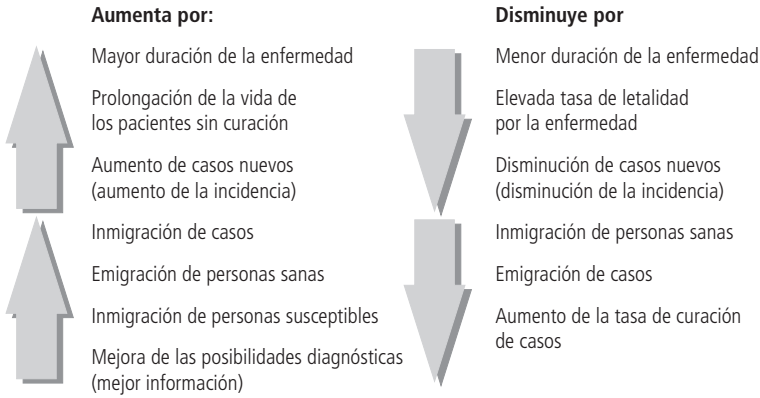 Aumenta por:
Mayor duración de la enfermedad
Prolongación de la vida de
los pacientes sin curación
Aumento de casos nuevos
(aumento de la incidencia)
Inmigración de casos
Emigración de personas sanas
Inmigración de personas susceptibles
Mejora de las posibilidades diagnósticas
(mejor información)
Disminuye por
Menor duración de la enfermedad
Elevada tasa de letalidad
por la enfermedad
Disminución de casos nuevos
(disminución de la incidencia)
Inmigración de personas sanas
Emigración de casos
Aumento de la tasa de curación
de casos